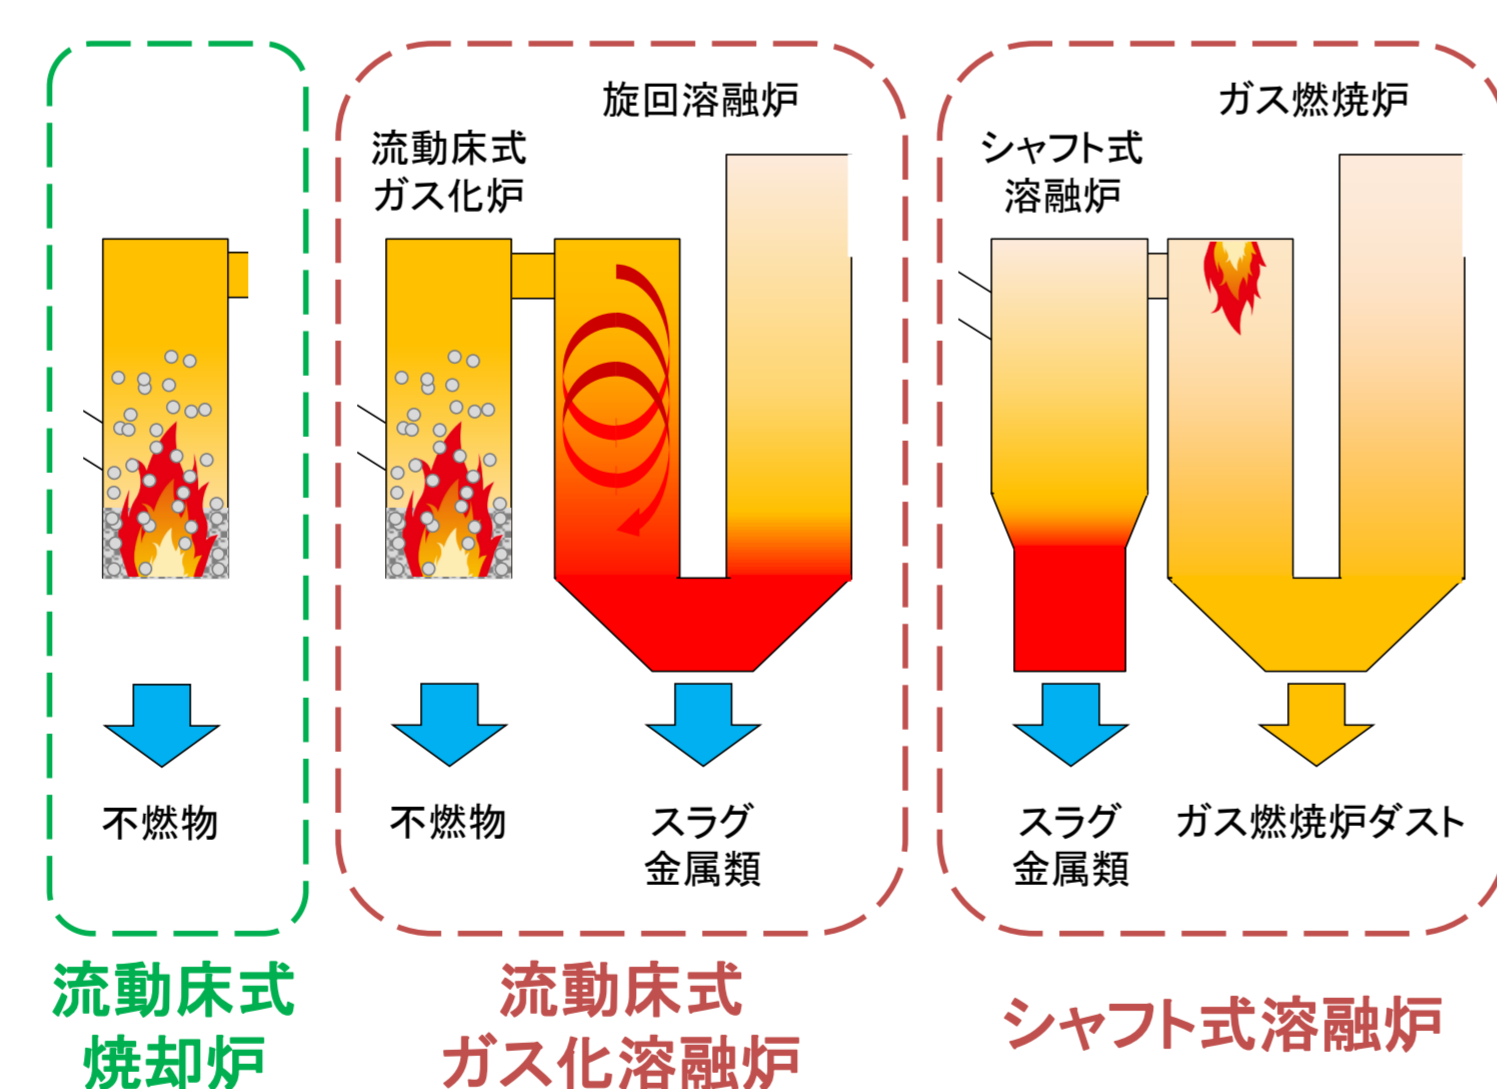 旋回溶融炉
ガス燃焼炉
流動床式
ガス化炉
シャフト式
溶融炉
不燃物
不燃物
スラグ
金属類
スラグ
金属類
ガス燃焼炉ダスト
流動床式
焼却炉
流動床式
ガス化溶融炉
シャフト式溶融炉